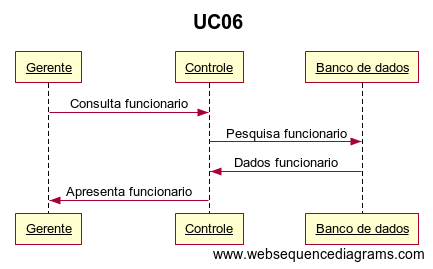 UC06
Gerente
Controle
Banco de dados
Consulta funcionario
Pesquisa funcionario
Dados funcionario
Apresenta funcionario
Gerente
Controle
Banco de dados
www.websequencediagrams.com